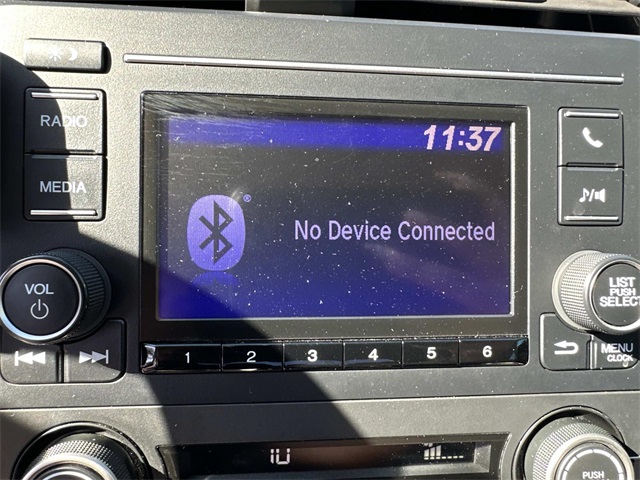 RADIO
11:37
MEDIA
®
No Device Connected
VOL
LIST
PUSH
SELECT
1 2 3 4 5 6
MENU
CLOCK
PUSH